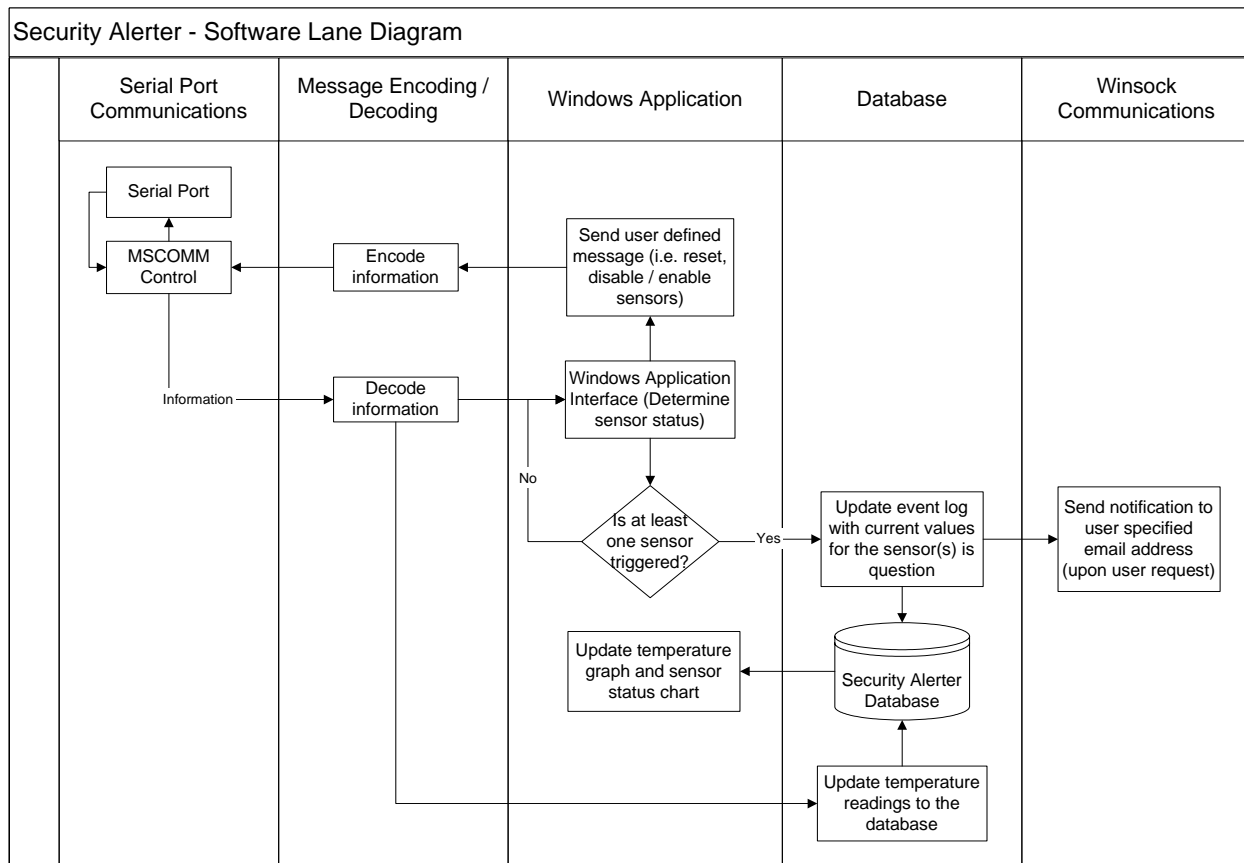 Security Alerter - Software Lane Diagram
Serial Port
Communications
Message Encoding /
Decoding
Windows Application
Database
Winsock
Communications
Serial Port
MSCOMM
Control
Encode
information
Send user defined
message (i.e. reset,
disable / enable
sensors)
Information
Decode
information
Windows Application
Interface (Determine
sensor status)
No
Is at least
one sensor
triggered?
Yes
Update event log
with current values
for the sensor(s) is
question
Send notification to
user specified
email address
(upon user request)
Update temperature
graph and sensor
status chart
Security Alerter
Database
Update temperature
readings to the
database